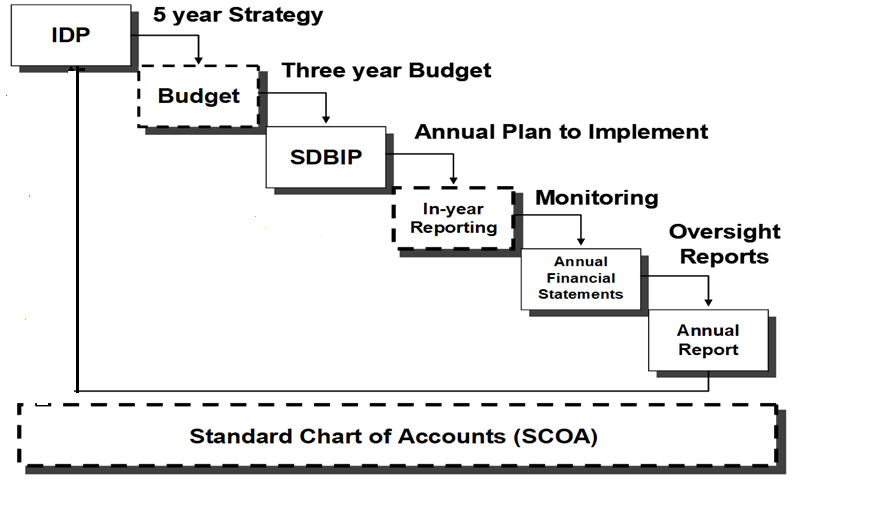 5 year Strategy
IDP
Three year Budget
Budget
Annual Plan to Implement
SDBIP
Monitoring
In-year
Reporting
Oversight
Reports
Annual
Financial
Statements
Annual
Report
Standard Chart of Accounts (SCOA)